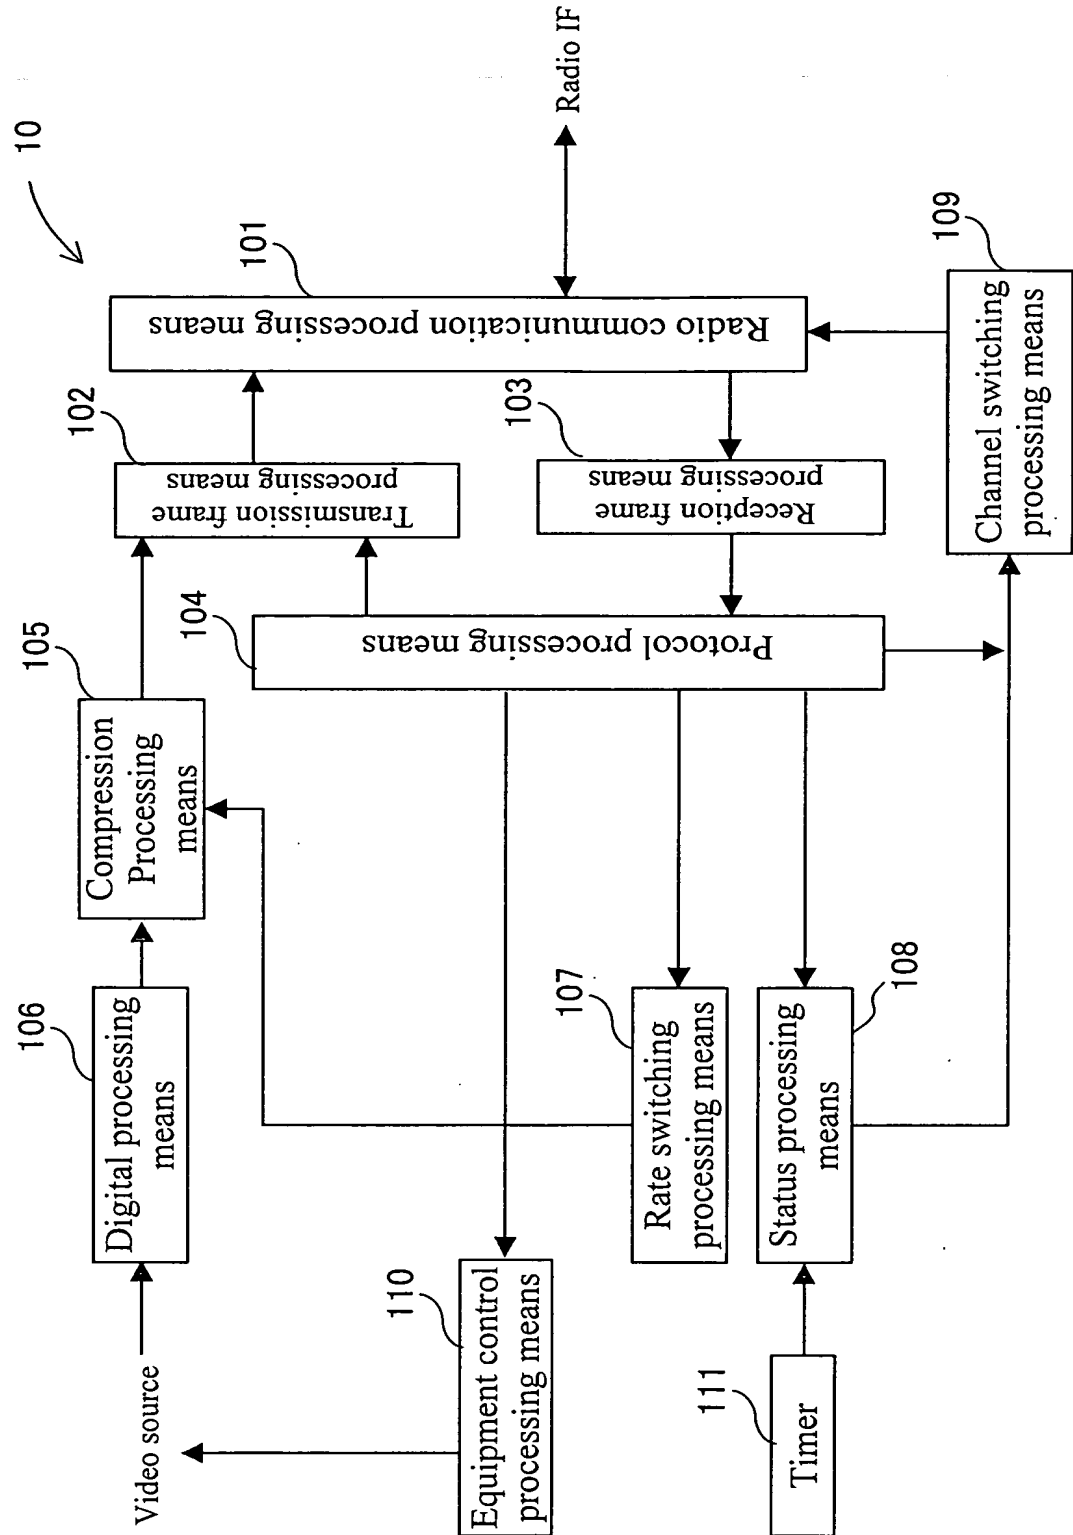 10
Video source
106
Digital processing
means
105
Compression
Processing
means
102
Transmission frame
processing means
101
Radio communication processing means
Radio IF
110
Equipment control
processing means
104
Protocol processing means
103
Reception frame
processing means
107
Rate switching
processing means
111
Timer
108
Status processing
means
109
Channel switching
processing means